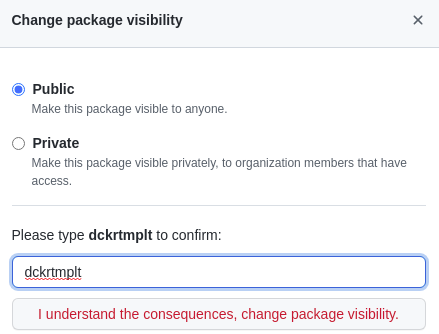 Change package visibility
Public
Make this package visible to anyone.
Private
Make this package visible privately, to organization members that have
access.
Please type dckrtmplt to confirm:
dckrtmplt
I understand the consequences, change package visibility.